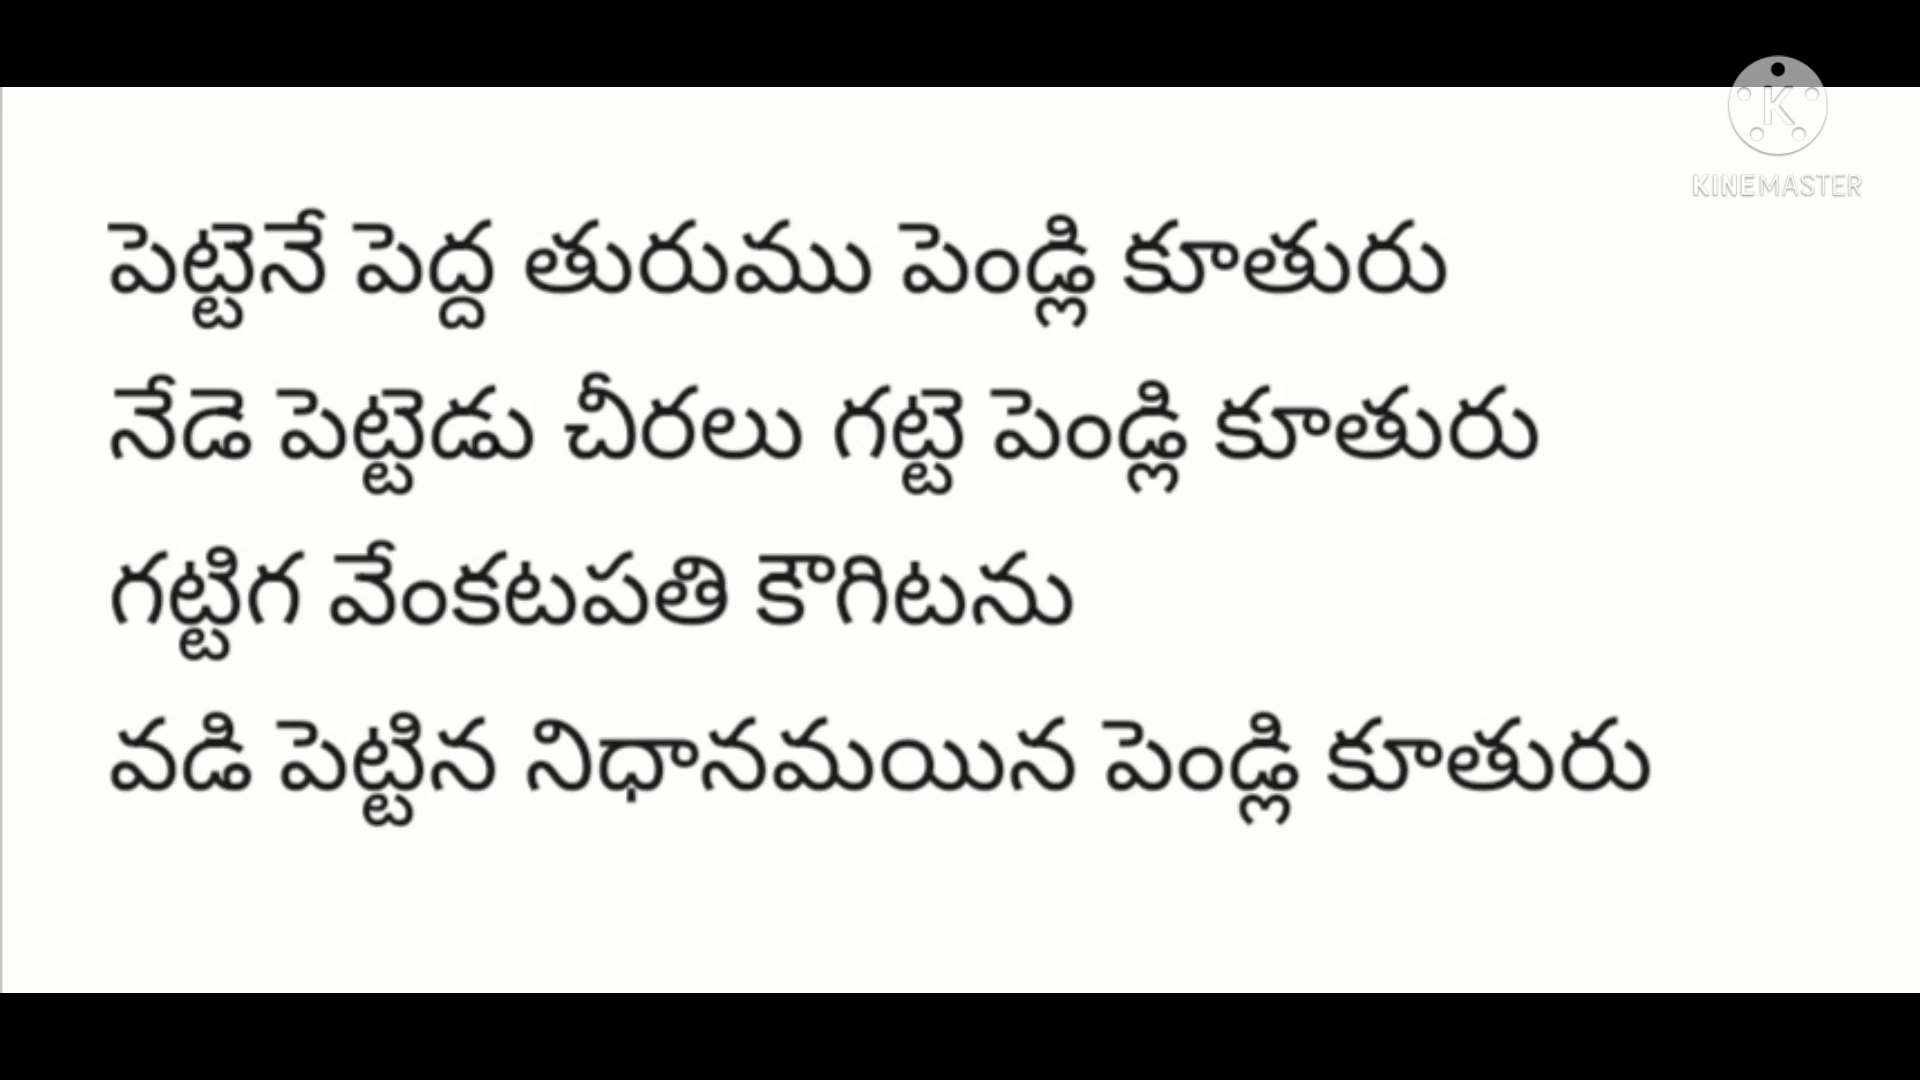 KINEMASTER
పెట్టెనే పెద్ద తురుము పెండ్లి కూతురు
నేడె పెట్టెడు చీరలు గట్టె పెండ్లి కూతురు
గట్టిగ వేంకటపతి కౌగిటను
వడి పెట్టిన నిధానమయిన పెండ్లి కూతురు